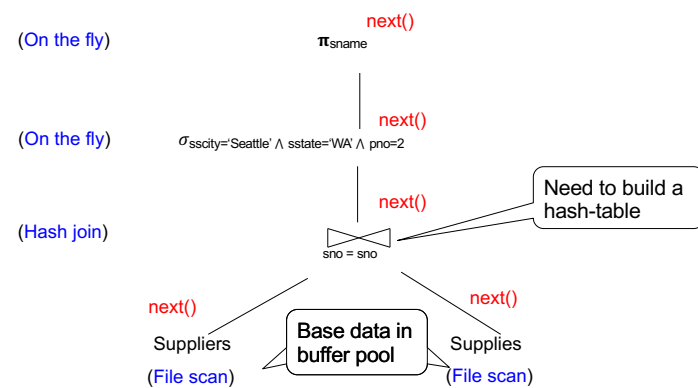 next()
(On the fly) πsname
next()
(On the fly) σsscity=‘Seattle’ ∧ sstate=‘WA’ ∧ pno=2
Need to build a
hash-table
next()
(Hash join)
sno = sno
next() next()
Base data in
buffer pool
Suppliers Supplies
(File scan) (File scan)